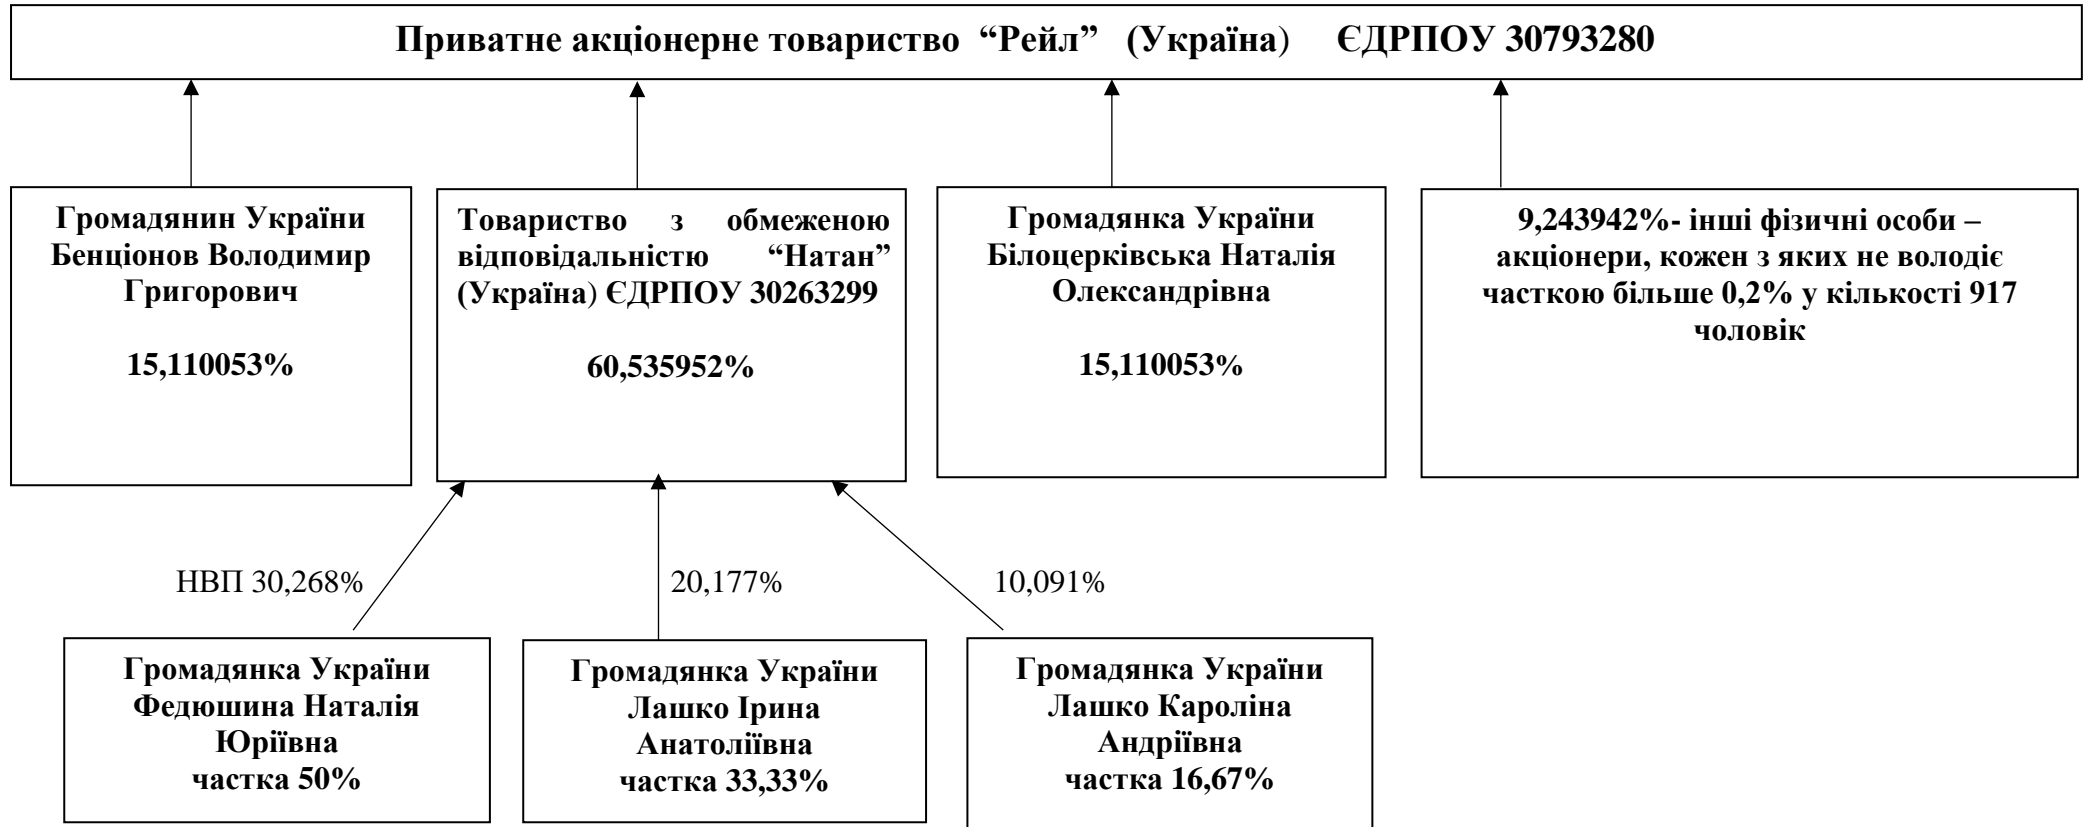 Приватне акціонерне товариство “Рейл” (Україна) ЄДРПОУ 30793280
Громадянин України
Бенціонов Володимир
Григорович
15,110053%
Товариство з обмеженою
відповідальністю “Натан”
(Україна) ЄДРПОУ 30263299
60,535952%
Громадянка України
Білоцерківська Наталія
Олександрівна
15,110053%
9,243942%- інші фізичні особи –
акціонери, кожен з яких не володіє
часткою більше 0,2% у кількості 917
чоловік
НВП 30,268%
20,177%
10,091%
Громадянка України
Федюшина Наталія
Юріївна
частка 50%
Громадянка України
Лашко Ірина
Анатоліївна
частка 33,33%
Громадянка України
Лашко Кароліна
Андріївна
частка 16,67%